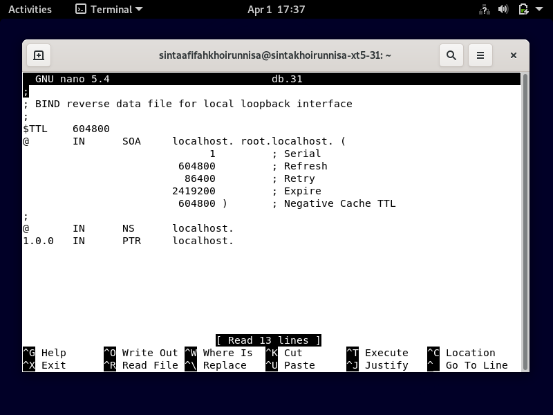 Activities Terminal Apr 1 17:37
sintaafifahkhoirunnisa@sintakhoirunnisa-xt5-31: ~
GNU nano 5.4 db.31
;
; BIND reverse data file for local loopback interface
;
$TTL 604800
@ IN SOA localhost. root.localhost. (
1 ; Serial
604800 ; Refresh
86400 ; Retry
2419200 ; Expire
604800 ) ; Negative Cache TTL
;
@ IN NS localhost.
1.0.0 IN PTR localhost.
[ Read 13 lines ]
^G Help ^O Write Out ^W Where Is ^K Cut ^T Execute ^C Location
^X Exit ^R Read File ^\ Replace ^U Paste ^J Justify ^_ Go To Line